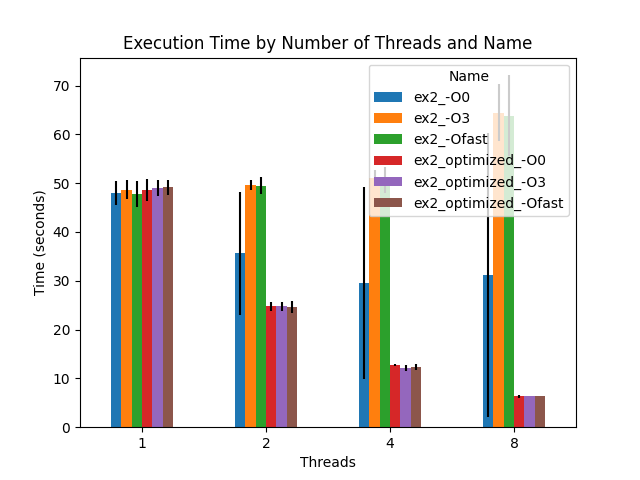 Execution Time by Number of Threads and Name
Name
ex2_-O0
ex2_-O3
ex2_-Ofast
ex2_optimized_-O0
ex2_optimized_-O3
ex2_optimized_-Ofast
Time (seconds)
70
60
50
40
30
20
10
0
1
2
4
8
Threads